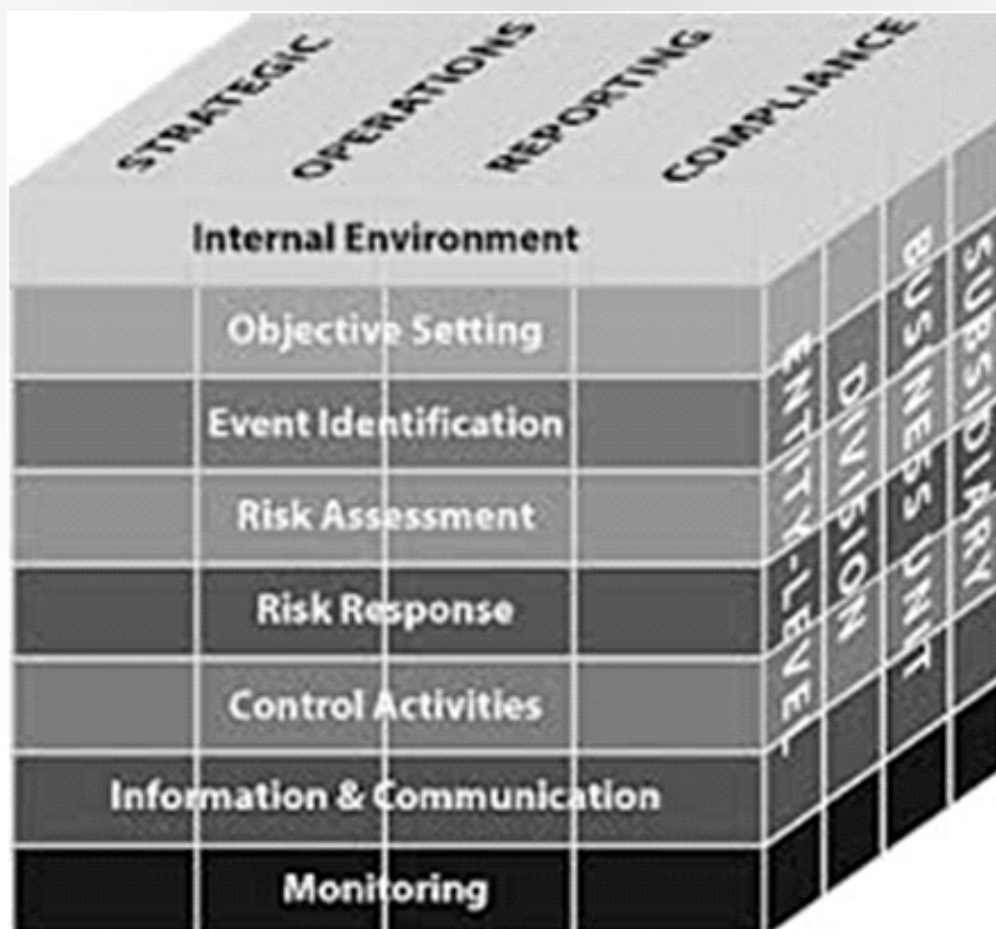 STRATEGIC
OPERATIONS
REPORTING
COMPLIANCE
Internal Environment
Objective Setting
Event Identification
Risk Assessment
Risk Response
Control Activities
Information & Communication
Monitoring
ENTITY-LEVEL
DIVISION
BUSINESS UNIT
SUBSIDIARY